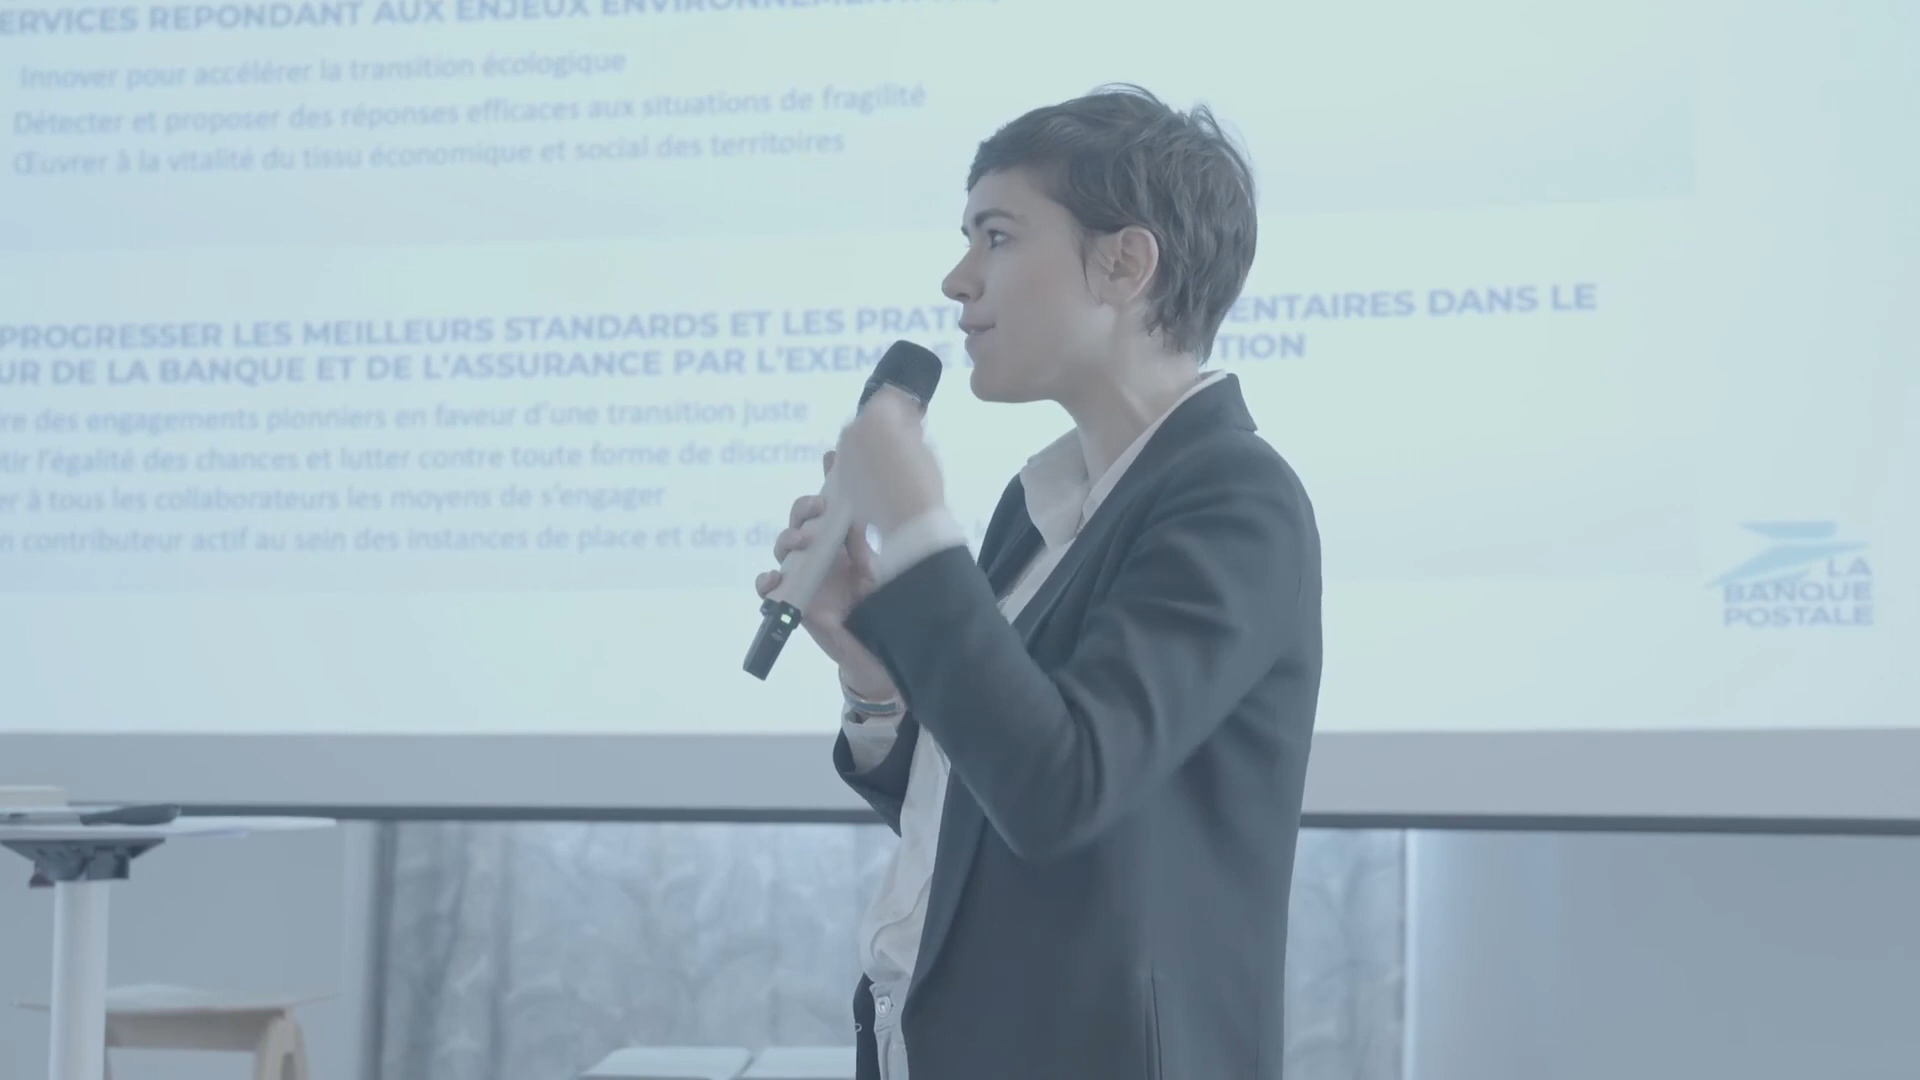 ERVICES REPONDANT AUX ENJEUX
Innover pour accélérer la transition écologique
Détecter et proposer des réponses efficaces aux situations de fragilité
Œuvrer à la vitalité du tissu économique et social des territoires
PROGRESSER LES MEILLEURS STANDARDS ET LES PRATI ENTAIRES DANS LE
UR DE LA BANQUE ET DE L'ASSURANCE PAR L'EXEM TION
re des engagements pionniers en faveur d'une transition juste
tir l'égalité des chances et lutter contre toute forme de discrimi
er à tous les collaborateurs les moyens de s'engager
n contributeur actif au sein des instances de place et des di
LA
BANQUE
POSTALE